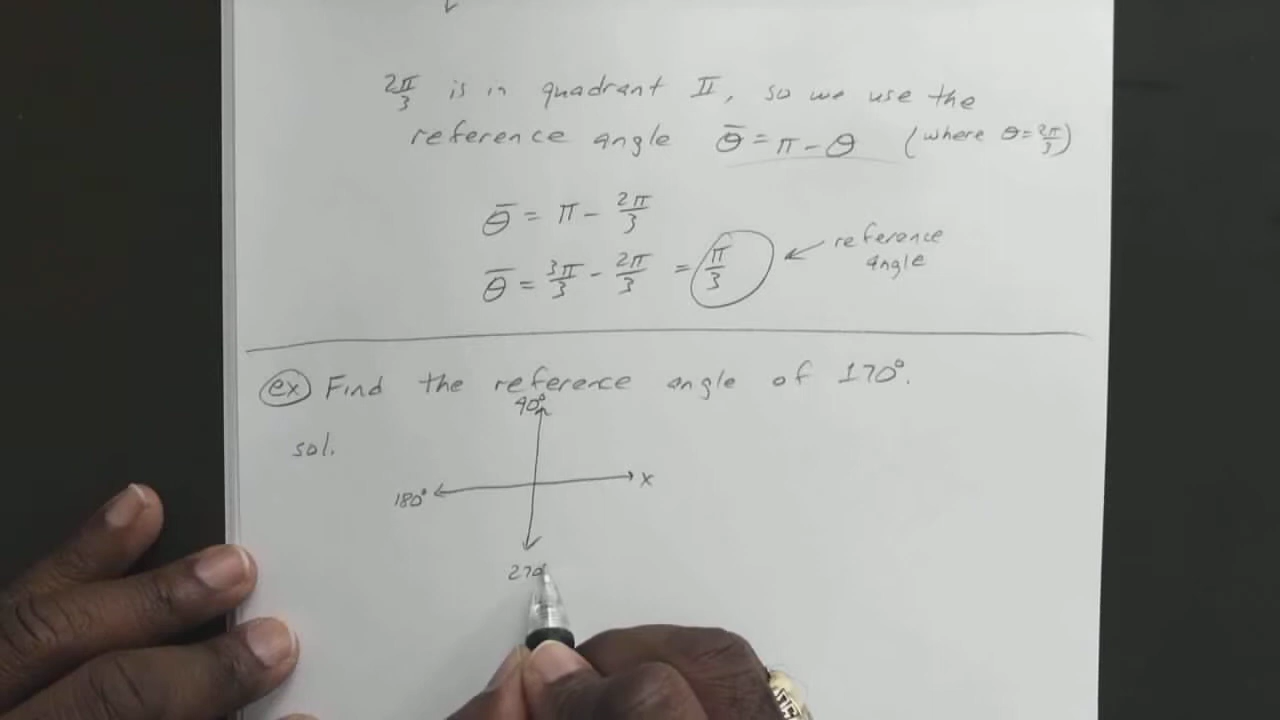 2π/3 is in quadrant II, so we use the
reference angle θ̄ = π - θ (where θ = 2π/3)
θ̄ = π - 2π/3
θ̄ = 3π/3 - 2π/3 = π/3
reference
angle
ex Find the reference angle of 170°.
90°
sol.
x
180°
270